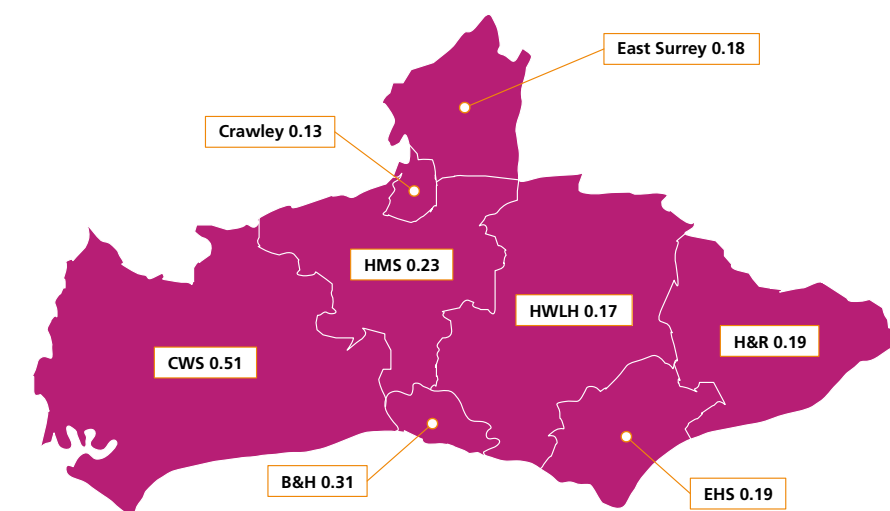 East Surrey 0.18
Crawley 0.13
HMS 0.23
HWLH 0.17
H&R 0.19
CWS 0.51
B&H 0.31
EHS 0.19